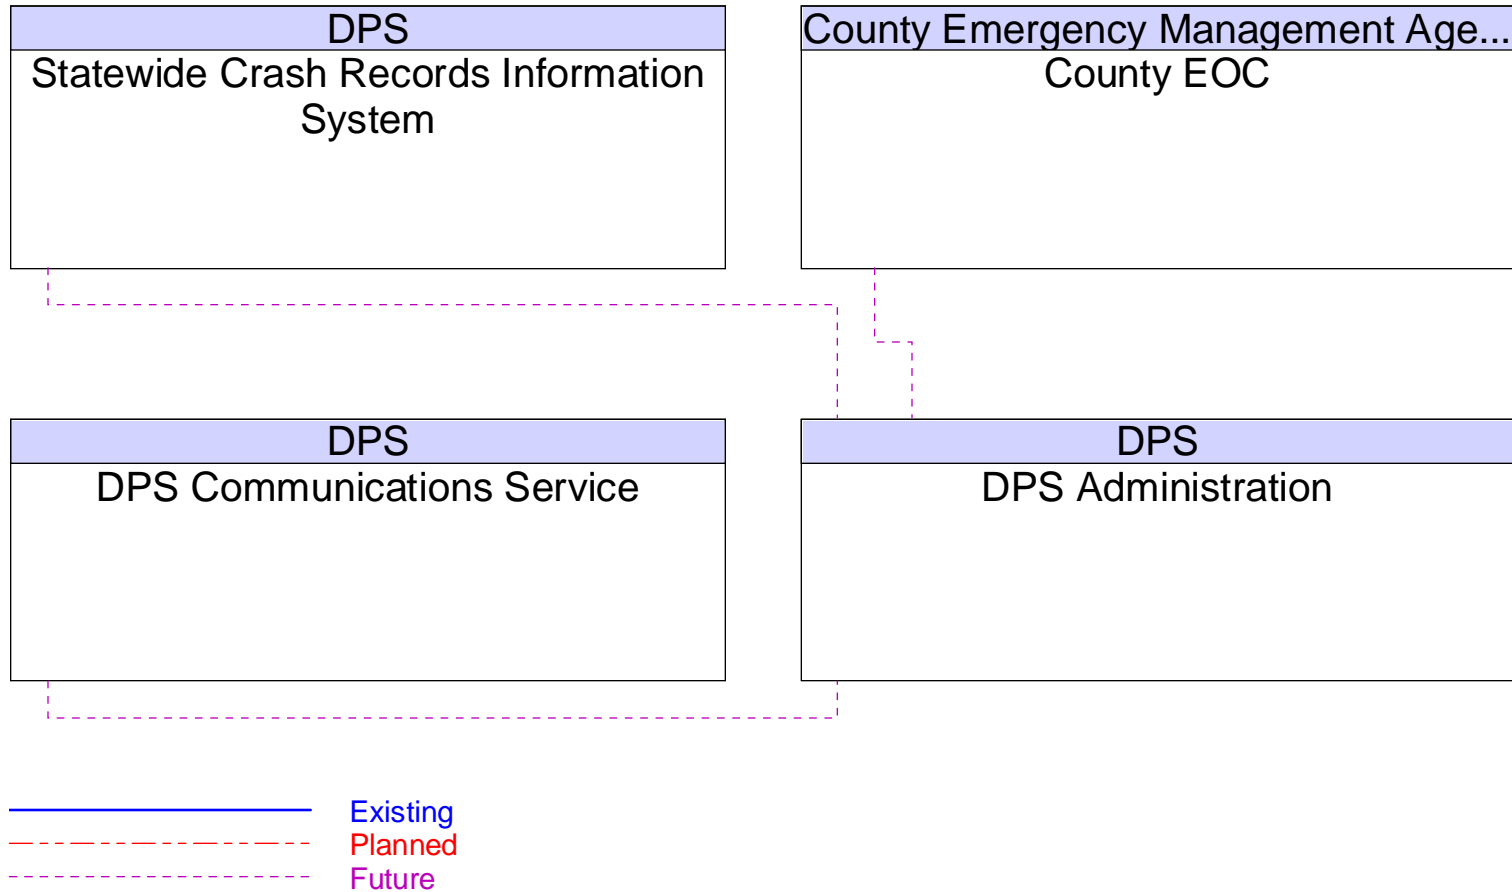 DPS
Statewide Crash Records Information
System
County Emergency Management Age...
County EOC
DPS
DPS Communications Service
DPS
DPS Administration
Existing
Planned
Future